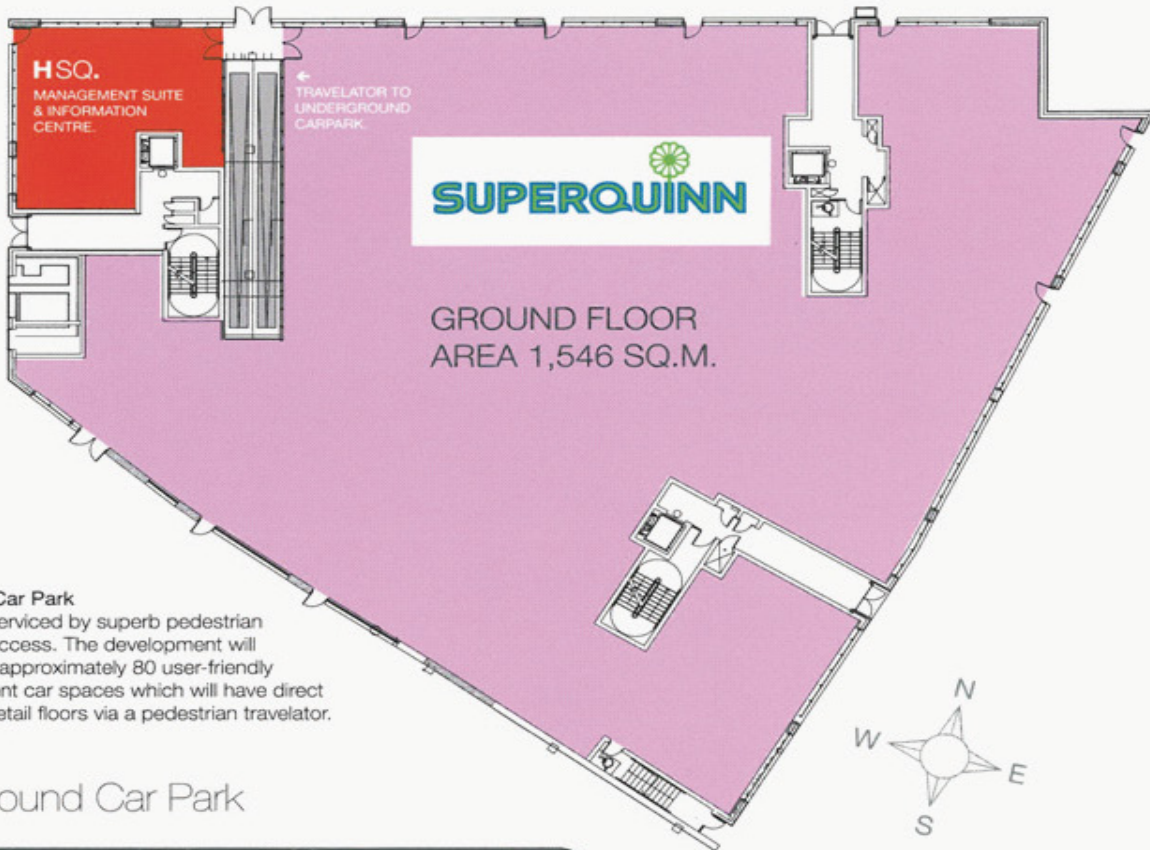 HSQ.
MANAGEMENT SUITE
& INFORMATION
CENTRE.
←
TRAVELATOR TO
UNDERGROUND
CARPARK.
SUPERQUINN
GROUND FLOOR
AREA 1,546 SQ.M.
Car Park
erviced by superb pedestrian
ccess. The development will
approximately 80 user-friendly
nt car spaces which will have direct
etail floors via a pedestrian travelator.
ound Car Park
N
W
E
S